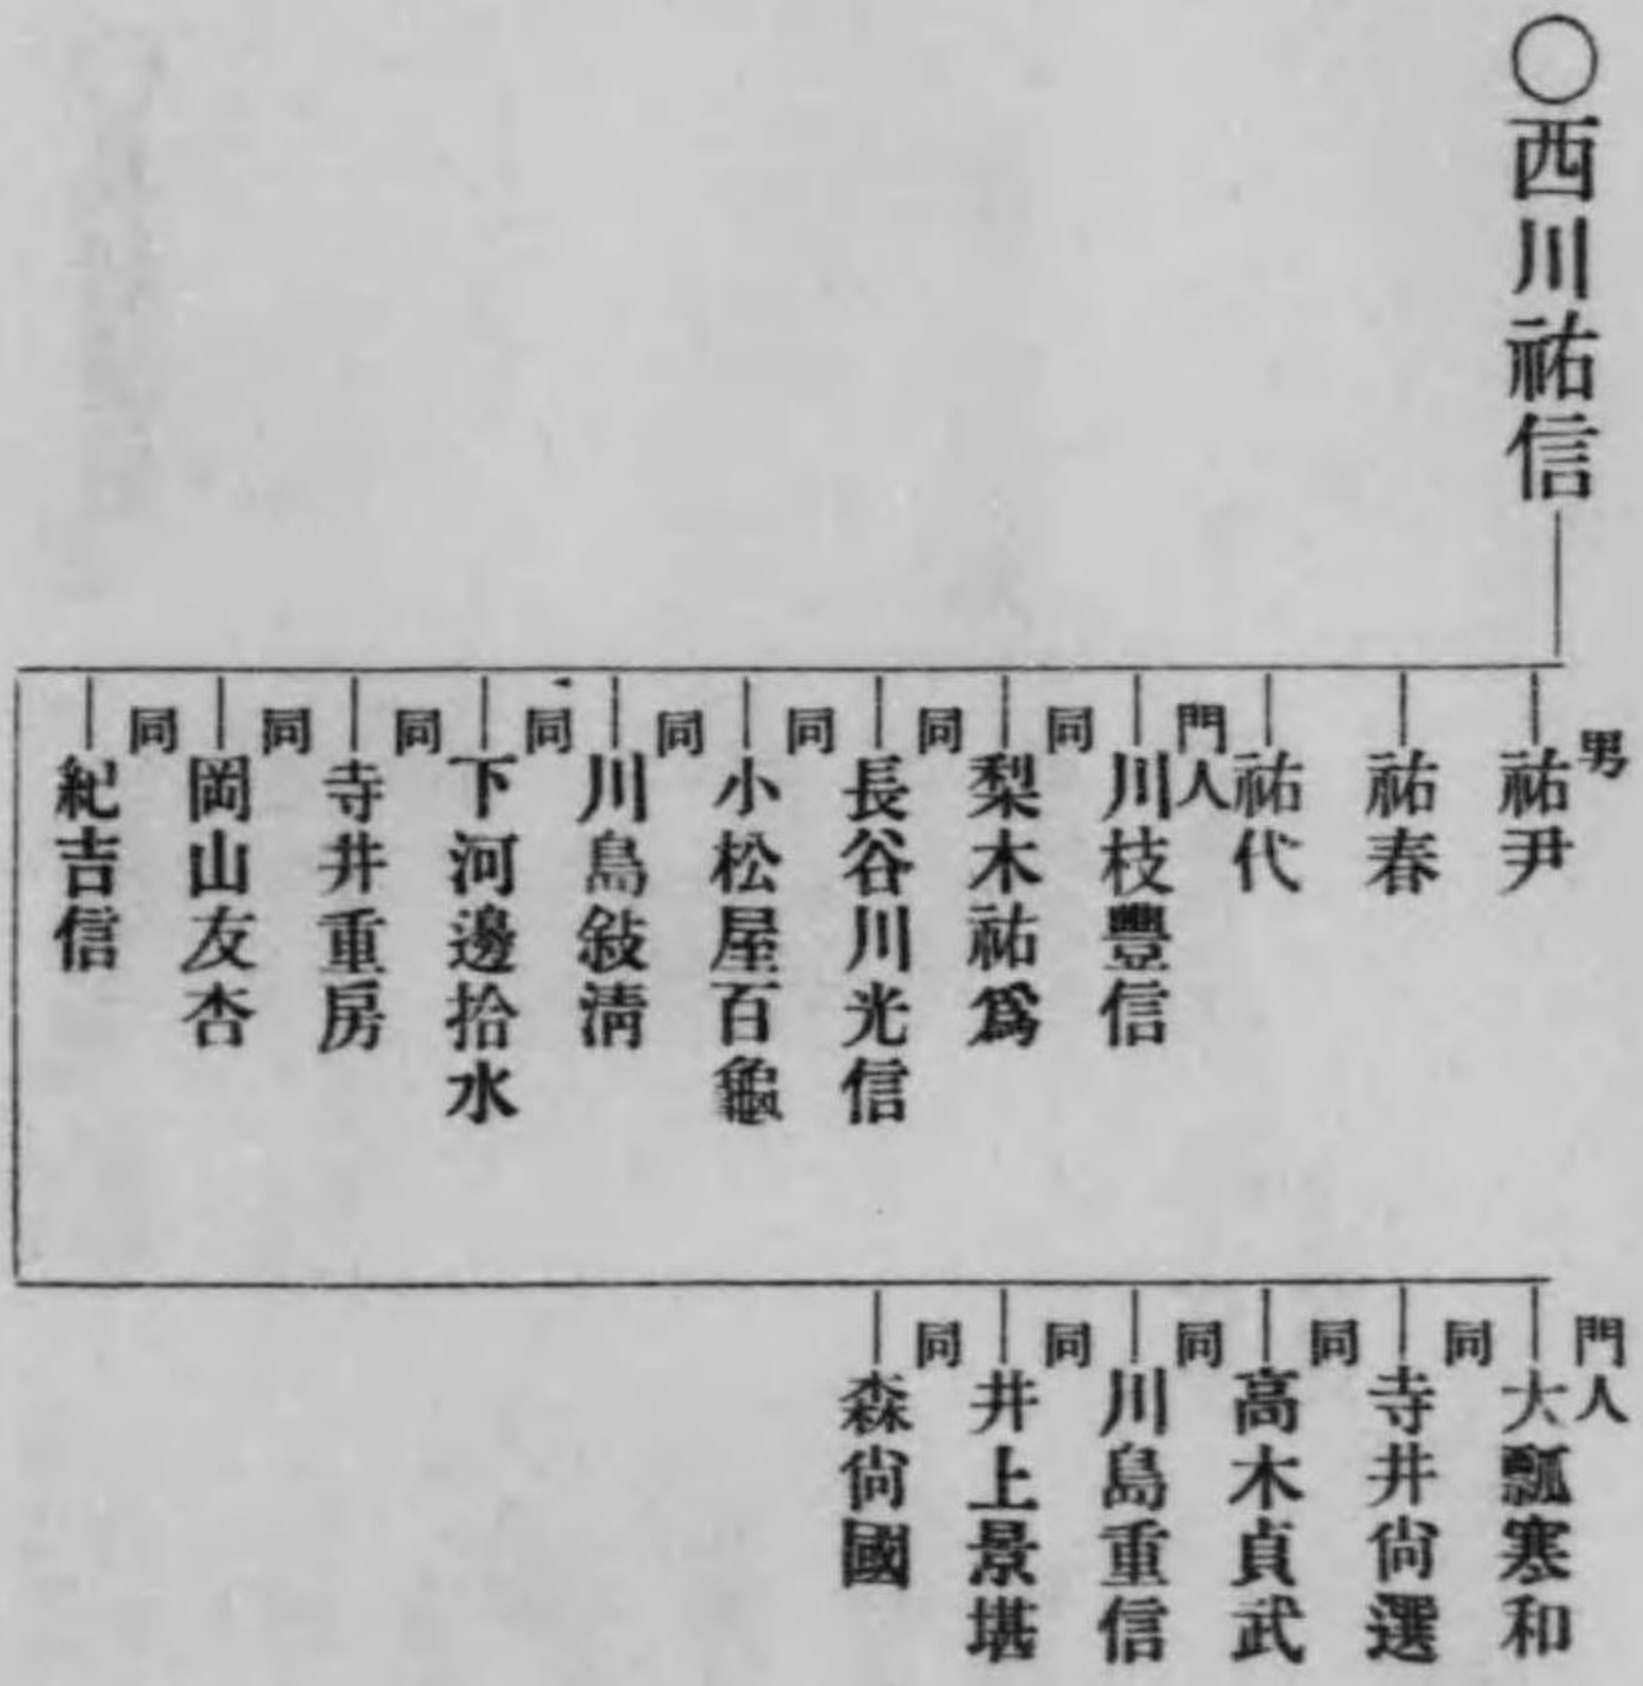 〇西川祐信
男
祐尹
祐春
祐代
門人
川枝豐信
同
梨木祐爲
同
長谷川光信
同
小松屋百龜
同
川島敍淸
同
下河邊拾水
同
寺井重房
同
岡山友杏
同
紀吉信
門人
大瓢寒和
同
寺井尙選
同
高木貞武
同
川島重信
同
井上景堪
同
森尙國